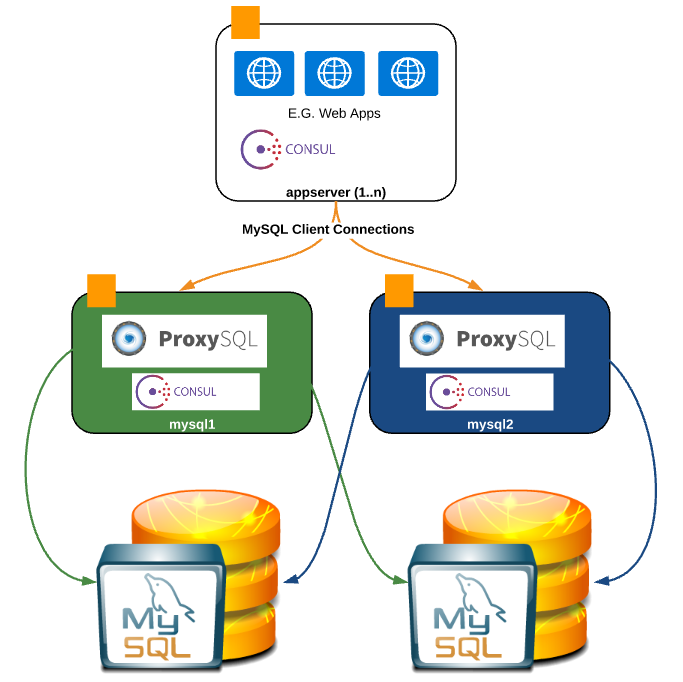 E.G. Web Apps
CONSUL
appserver (1..n)
MySQL Client Connections
ProxySQL
CONSUL
mysql1
ProxySQL
CONSUL
mysql2
My
SQL
My
SQL